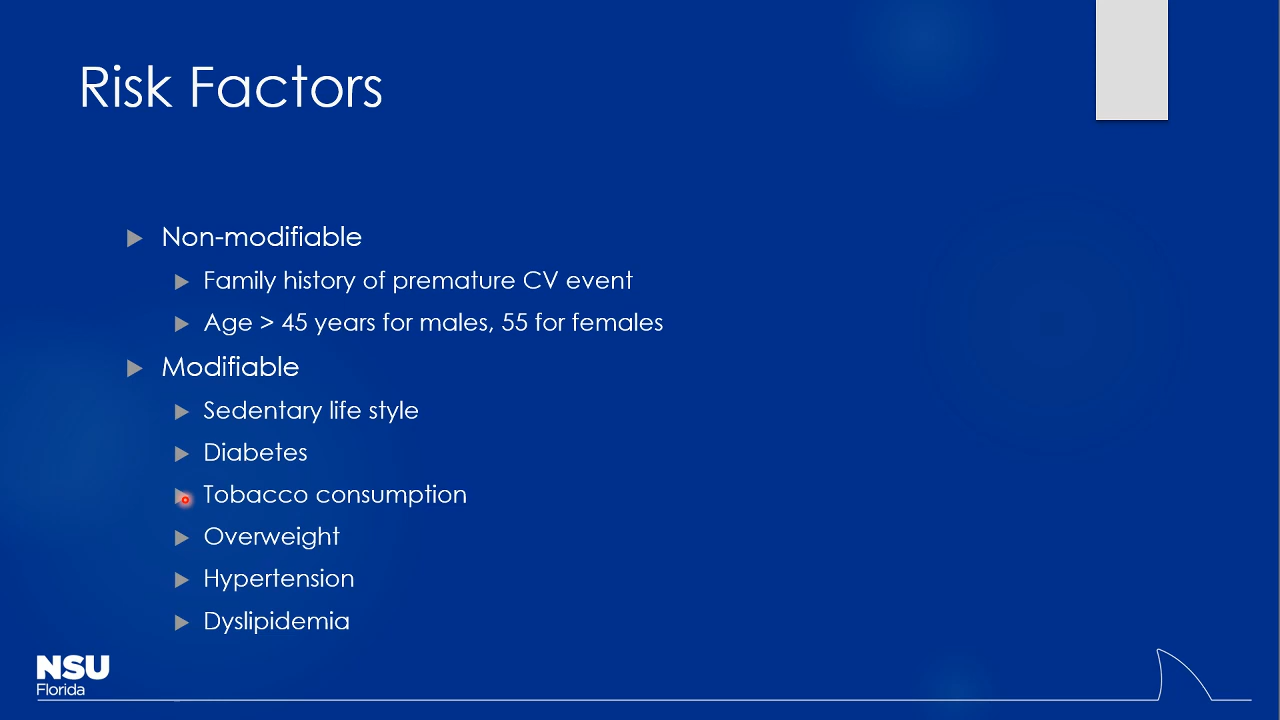 Risk Factors
Non-modifiable
Family history of premature CV event
Age > 45 years for males, 55 for females
Modifiable
Sedentary life style
Diabetes
Tobacco consumption
Overweight
Hypertension
Dyslipidemia
NSU
Florida